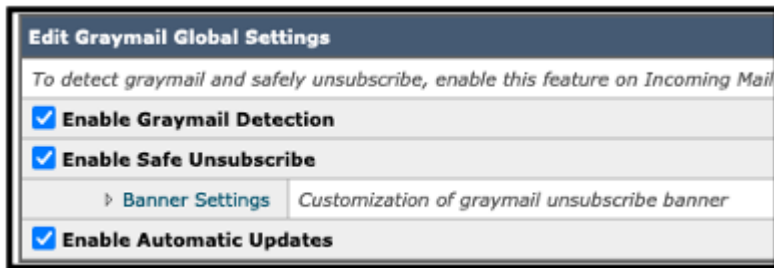 Edit Graymail Global Settings
To detect graymail and safely unsubscribe, enable this feature on Incoming Mail
Enable Graymail Detection
Enable Safe Unsubscribe
Banner Settings Customization of graymail unsubscribe banner
Enable Automatic Updates